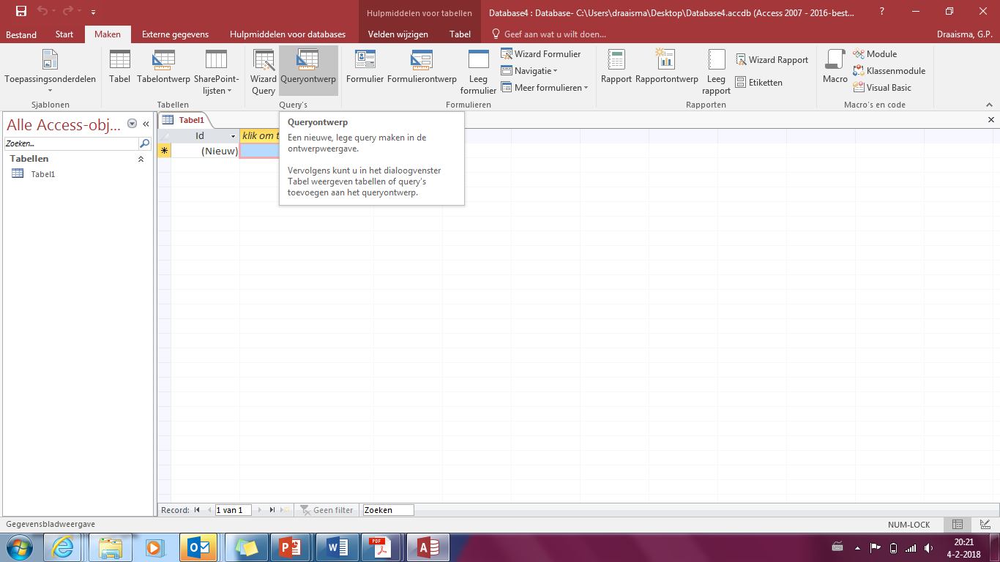 Hulpmiddelen voor tabellen
Database4 : Database- C:\Users\draaisma\Desktop\Database4.accdb (Access 2007 - 2016-best...
?
Bestand Start Maken Externe gegevens Hulpmiddelen voor databases Velden wijzigen Tabel Geef aan wat u wilt doen... Draaisma, G.P.
Toepassingsonderdelen
Sjablonen
Tabel
Tabelontwerp
SharePoint-
lijsten
Tabellen
Wizard
Query
Queryontwerp
Query's
Formulier
Formulierontwerp
Leeg
formulier
Wizard Formulier
Navigatie
Meer formulieren
Formulieren
Rapport
Rapportontwerp
Leeg
rapport
Wizard Rapport
Etiketten
Rapporten
Macro
Module
Klassenmodule
Visual Basic
Macro's en code
Alle Access-obj...
Zoeken...
Tabellen
Tabel1
Tabel1
Id klik om t
(Nieuw)
Queryontwerp
Een nieuwe, lege query maken in de
ontwerpweergave.
Vervolgens kunt u in het dialoogvenster
Tabel weergeven tabellen of query's
toevoegen aan het queryontwerp.
Record: 1 van 1 Geen filter Zoeken
Gegevensbladweergave NUM-LOCK
PDF
20:21
4-2-2018